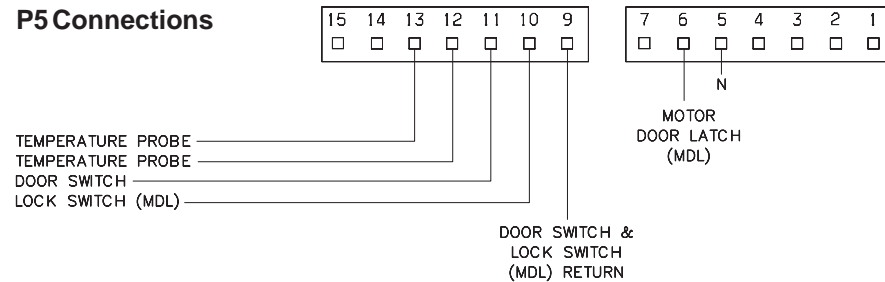 P5 Connections
15 14 13 12 11 10 9
7 6 5 4 3 2 1
N
MOTOR
DOOR LATCH
(MDL)
TEMPERATURE PROBE
TEMPERATURE PROBE
DOOR SWITCH
LOCK SWITCH (MDL)
DOOR SWITCH &
LOCK SWITCH
(MDL) RETURN